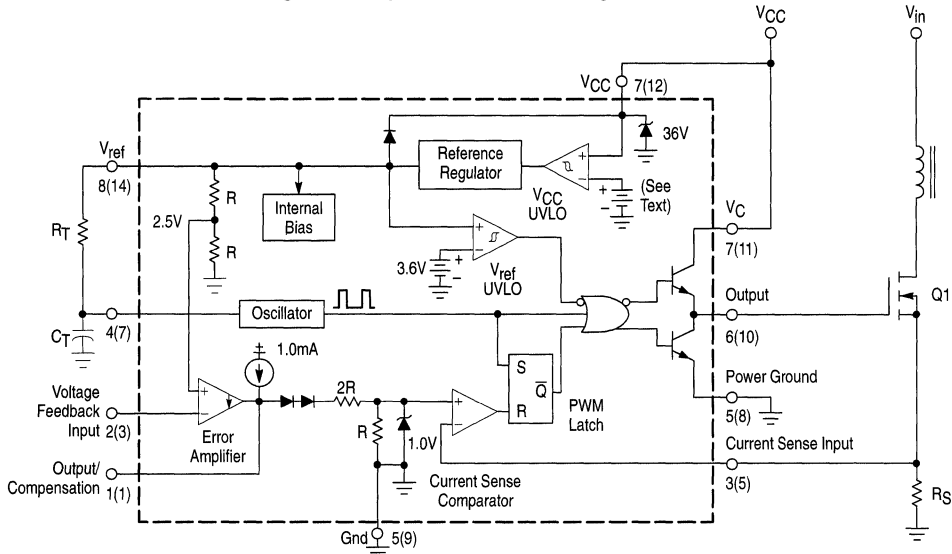 VCC
Vin
VCC 7(12)
36V
Vref
8(14)
Reference
Regulator
+
−
VCC
UVLO
+
−
(See
Text)
R
Internal
Bias
RT
2.5V
R
+
−
3.6V
+
−
Vref
UVLO
VC
7(11)
Output
6(10)
Q1
Oscillator
4(7)
CT
+
1.0mA
S
Q
R
PWM
Latch
Power Ground
5(8)
Voltage
Feedback
Input 2(3)
+
−
Error
Amplifier
2R
R
1.0V
+
−
Current Sense
Comparator
Current Sense Input
3(5)
Output/
Compensation 1(1)
RS
Gnd 5(9)